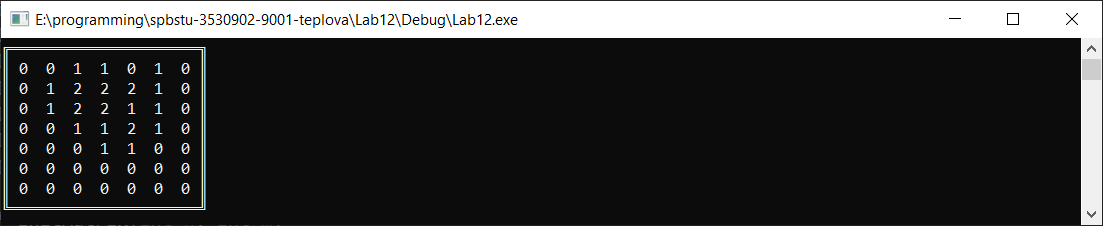 E:\programming\spbstu-3530902-9001-teplova\Lab12\Debug\Lab12.exe
0 0 1 1 0 1 0
0 1 2 2 2 1 0
0 1 2 2 1 1 0
0 0 1 1 2 1 0
0 0 0 1 1 0 0
0 0 0 0 0 0 0
0 0 0 0 0 0 0